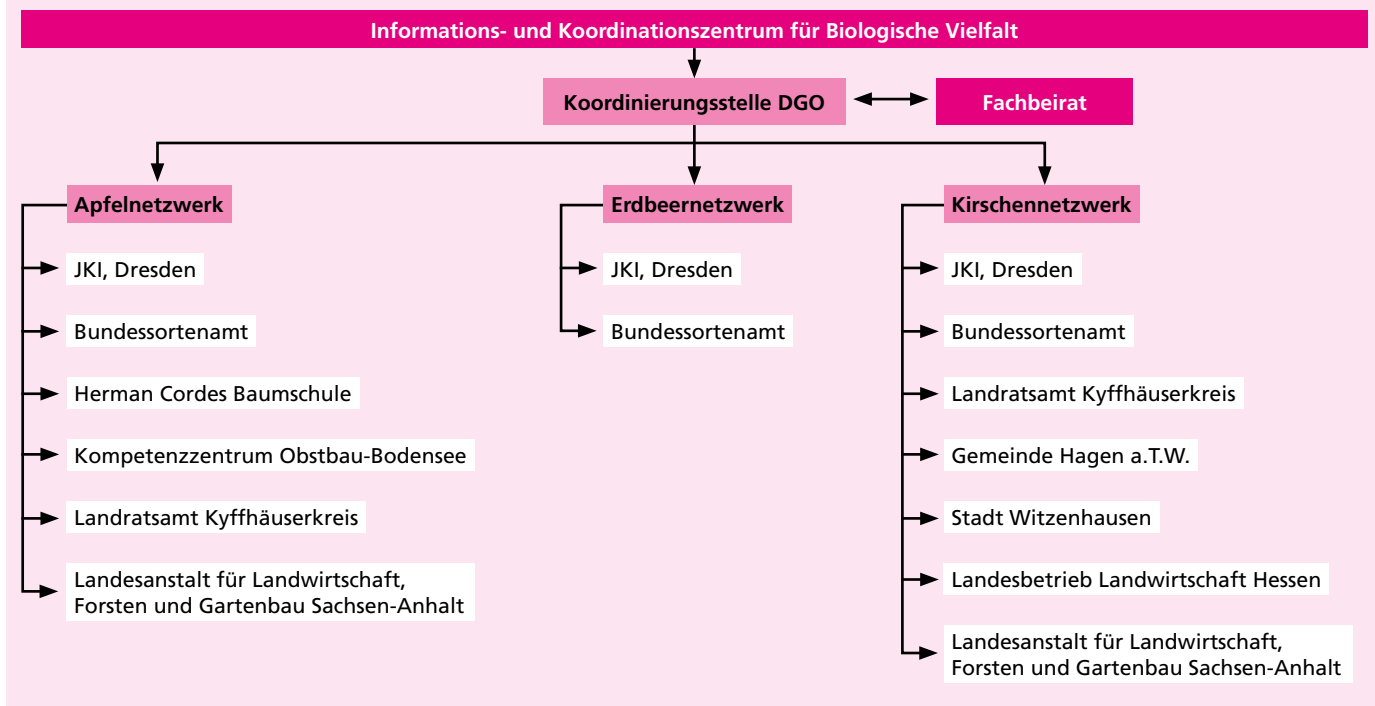 Informations- und Koordinationszentrum für Biologische Vielfalt
Koordinierungsstelle DGO
Fachbeirat
Apfelnetzwerk
JKI, Dresden
Bundessortenamt
Herman Cordes Baumschule
Kompetenzzentrum Obstbau-Bodensee
Landratsamt Kyffhäuserkreis
Landesanstalt für Landwirtschaft,
Forsten und Gartenbau Sachsen-Anhalt
Erdbeernetzwerk
JKI, Dresden
Bundessortenamt
Kirschennetzwerk
JKI, Dresden
Bundessortenamt
Landratsamt Kyffhäuserkreis
Gemeinde Hagen a.T.W.
Stadt Witzenhausen
Landesbetrieb Landwirtschaft Hessen
Landesanstalt für Landwirtschaft,
Forsten und Gartenbau Sachsen-Anhalt